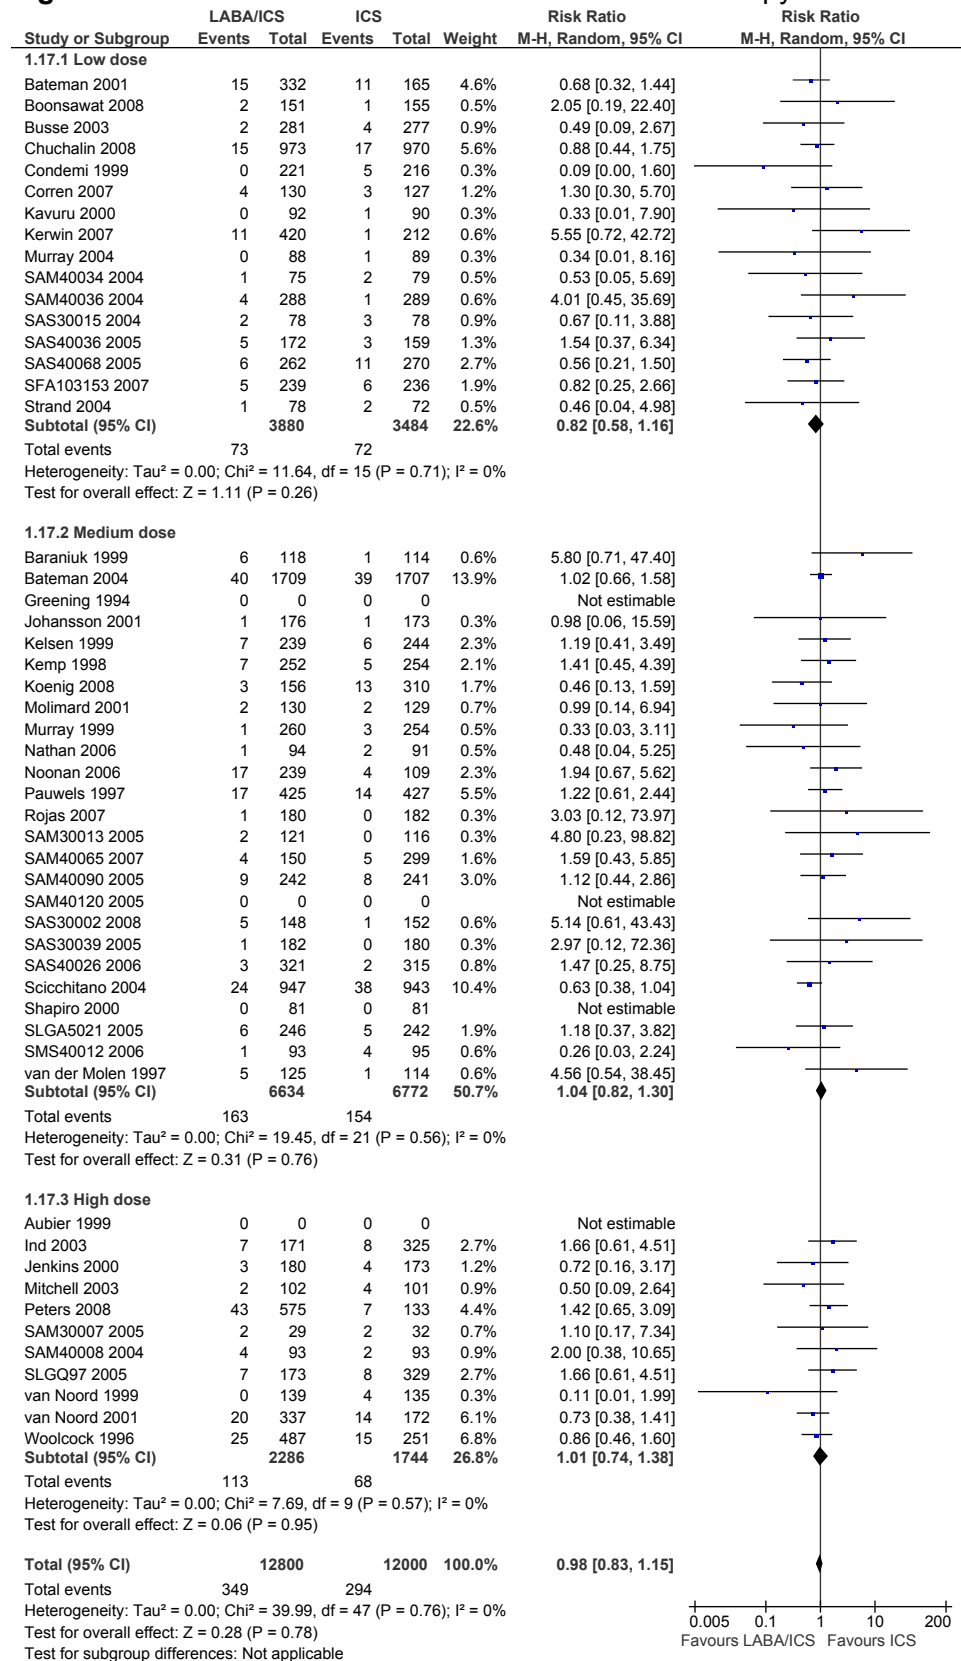 LABA/ICS ICS Risk Ratio Risk Ratio
Study or Subgroup Events Total Events Total Weight M-H, Random, 95% CI M-H, Random, 95% CI
1.17.1 Low dose
Bateman 2001 15 332 11 165 4.6% 0.68 [0.32, 1.44]
Boonsawat 2008 2 151 1 155 0.5% 2.05 [0.19, 22.40]
Busse 2003 2 281 4 277 0.9% 0.49 [0.09, 2.67]
Chuchalin 2008 15 973 17 970 5.6% 0.88 [0.44, 1.75]
Condemi 1999 0 221 5 216 0.3% 0.09 [0.00, 1.60]
Corren 2007 4 130 3 127 1.2% 1.30 [0.30, 5.70]
Kavuru 2000 0 92 1 90 0.3% 0.33 [0.01, 7.90]
Kerwin 2007 11 420 1 212 0.6% 5.55 [0.72, 42.72]
Murray 2004 0 88 1 89 0.3% 0.34 [0.01, 8.16]
SAM40034 2004 1 75 2 79 0.5% 0.53 [0.05, 5.69]
SAM40036 2004 4 288 1 289 0.6% 4.01 [0.45, 35.69]
SAS30015 2004 2 78 3 78 0.9% 0.67 [0.11, 3.88]
SAS40036 2005 5 172 3 159 1.3% 1.54 [0.37, 6.34]
SAS40068 2005 6 262 11 270 2.7% 0.56 [0.21, 1.50]
SFA103153 2007 5 239 6 236 1.9% 0.82 [0.25, 2.66]
Strand 2004 1 78 2 72 0.5% 0.46 [0.04, 4.98]
Subtotal (95% CI) 3880 3484 22.6% 0.82 [0.58, 1.16]
Total events 73 72
Heterogeneity: Tau² = 0.00; Chi² = 11.64, df = 15 (P = 0.71); I² = 0%
Test for overall effect: Z = 1.11 (P = 0.26)
1.17.2 Medium dose
Baraniuk 1999 6 118 1 114 0.6% 5.80 [0.71, 47.40]
Bateman 2004 40 1709 39 1707 13.9% 1.02 [0.66, 1.58]
Greening 1994 0 0 0 0 Not estimable
Johansson 2001 1 176 1 173 0.3% 0.98 [0.06, 15.59]
Kelsen 1999 7 239 6 244 2.3% 1.19 [0.41, 3.49]
Kemp 1998 7 252 5 254 2.1% 1.41 [0.45, 4.39]
Koenig 2008 3 156 13 310 1.7% 0.46 [0.13, 1.59]
Molimard 2001 2 130 2 129 0.7% 0.99 [0.14, 6.94]
Murray 1999 1 260 3 254 0.5% 0.33 [0.03, 3.11]
Nathan 2006 1 94 2 91 0.5% 0.48 [0.04, 5.25]
Noonan 2006 17 239 4 109 2.3% 1.94 [0.67, 5.62]
Pauwels 1997 17 425 14 427 5.5% 1.22 [0.61, 2.44]
Rojas 2007 1 180 0 182 0.3% 3.03 [0.12, 73.97]
SAM30013 2005 2 121 0 116 0.3% 4.80 [0.23, 98.82]
SAM40065 2007 4 150 5 299 1.6% 1.59 [0.43, 5.85]
SAM40090 2005 9 242 8 241 3.0% 1.12 [0.44, 2.86]
SAM40120 2005 0 0 0 0 Not estimable
SAS30002 2008 5 148 1 152 0.6% 5.14 [0.61, 43.43]
SAS30039 2005 1 182 0 180 0.3% 2.97 [0.12, 72.36]
SAS40026 2006 3 321 2 315 0.8% 1.47 [0.25, 8.75]
Scicchitano 2004 24 947 38 943 10.4% 0.63 [0.38, 1.04]
Shapiro 2000 0 81 0 81 Not estimable
SLGA5021 2005 6 246 5 242 1.9% 1.18 [0.37, 3.82]
SMS40012 2006 1 93 4 95 0.6% 0.26 [0.03, 2.24]
van der Molen 1997 5 125 1 114 0.6% 4.56 [0.54, 38.45]
Subtotal (95% CI) 6634 6772 50.7% 1.04 [0.82, 1.30]
Total events 163 154
Heterogeneity: Tau² = 0.00; Chi² = 19.45, df = 21 (P = 0.56); I² = 0%
Test for overall effect: Z = 0.31 (P = 0.76)
1.17.3 High dose
Aubier 1999 0 0 0 0 Not estimable
Ind 2003 7 171 8 325 2.7% 1.66 [0.61, 4.51]
Jenkins 2000 3 180 4 173 1.2% 0.72 [0.16, 3.17]
Mitchell 2003 2 102 4 101 0.9% 0.50 [0.09, 2.64]
Peters 2008 43 575 7 133 4.4% 1.42 [0.65, 3.09]
SAM30007 2005 2 29 2 32 0.7% 1.10 [0.17, 7.34]
SAM40008 2004 4 93 2 93 0.9% 2.00 [0.38, 10.65]
SLGQ97 2005 7 173 8 329 2.7% 1.66 [0.61, 4.51]
van Noord 1999 0 139 4 135 0.3% 0.11 [0.01, 1.99]
van Noord 2001 20 337 14 172 6.1% 0.73 [0.38, 1.41]
Woolcock 1996 25 487 15 251 6.8% 0.86 [0.46, 1.60]
Subtotal (95% CI) 2286 1744 26.8% 1.01 [0.74, 1.38]
Total events 113 68
Heterogeneity: Tau² = 0.00; Chi² = 7.69, df = 9 (P = 0.57); I² = 0%
Test for overall effect: Z = 0.06 (P = 0.95)
Total (95% CI) 12800 12000 100.0% 0.98 [0.83, 1.15]
Total events 349 294
Heterogeneity: Tau² = 0.00; Chi² = 39.99, df = 47 (P = 0.76); I² = 0%
Test for overall effect: Z = 0.28 (P = 0.78)
Test for subgroup differences: Not applicable
0.005 0.1 1 10 200
Favours LABA/ICS Favours ICS